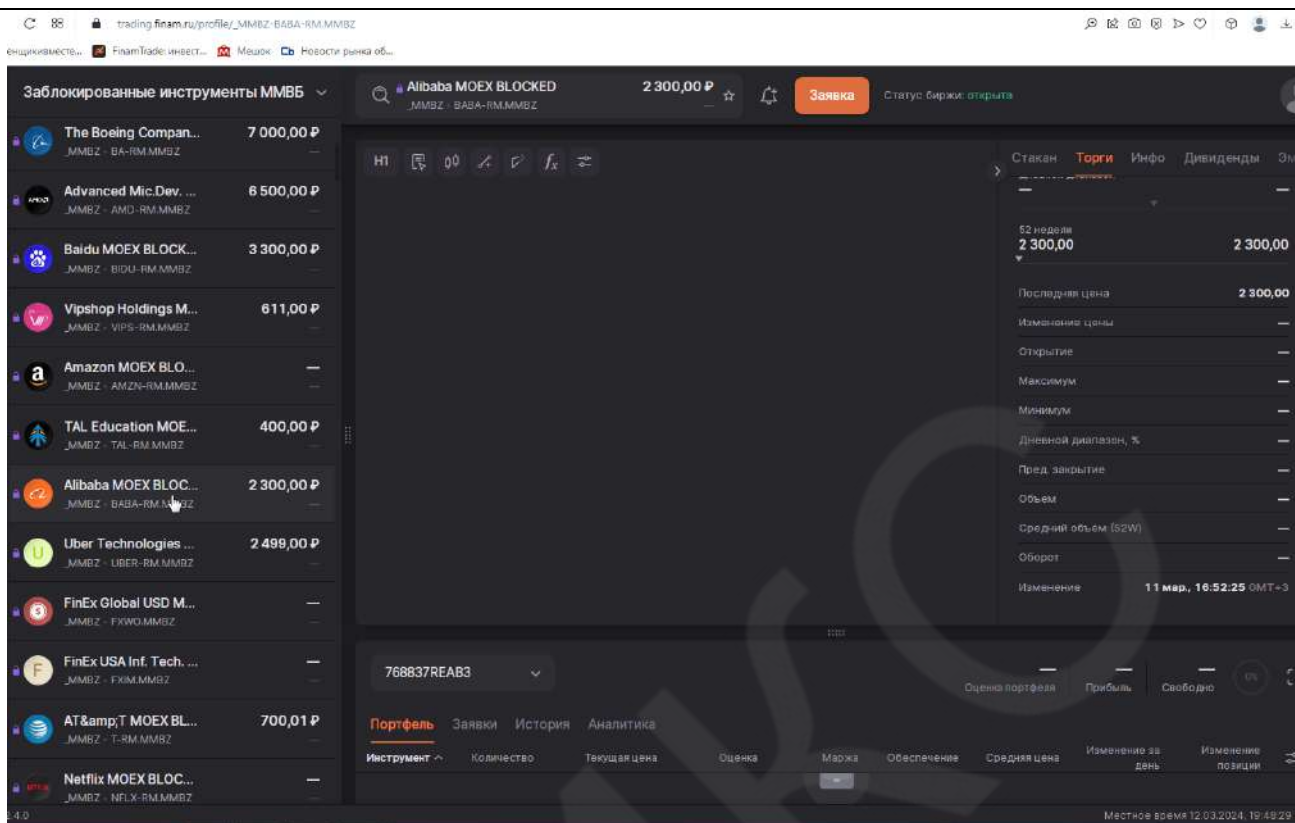 trading.finam.ru/profile/_MMBZ-BABA-RM.MMBZ
енщикивместе... FinamTrade: инвест... Мешок Новости рынка об...
Заблокированные инструменты ММВБ
Alibaba MOEX BLOCKED 2 300,00 ₽
_MMBZ - BABA-RM.MMBZ —
Заявка
Статус биржи: открыта
The Boeing Compan... 7 000,00 ₽
_MMBZ - BA-RM.MMBZ —
Advanced Mic.Dev. ... 6 500,00 ₽
_MMBZ - AMD-RM.MMBZ —
Baidu MOEX BLOCK... 3 300,00 ₽
_MMBZ - BIDU-RM.MMBZ —
Vipshop Holdings M... 611,00 ₽
_MMBZ - VIPS-RM.MMBZ —
Amazon MOEX BLO... —
_MMBZ - AMZN-RM.MMBZ —
TAL Education MOE... 400,00 ₽
_MMBZ - TAL-RM.MMBZ —
Alibaba MOEX BLOC... 2 300,00 ₽
_MMBZ - BABA-RM.MMBZ —
Uber Technologies ... 2 499,00 ₽
_MMBZ - UBER-RM.MMBZ —
FinEx Global USD M... —
_MMBZ - FXWO.MMBZ —
FinEx USA Inf. Tech. ... —
_MMBZ - FXIM.MMBZ —
AT&amp;T MOEX BL... 700,01 ₽
_MMBZ - T-RM.MMBZ —
Netflix MOEX BLOC... —
_MMBZ - NFLX-RM.MMBZ —
H1
Стакан Торги Инфо Дивиденды Эм
— —
52 недели
2 300,00 2 300,00
Последняя цена 2 300,00
Изменение цены —
Открытие —
Максимум —
Минимум —
Дневной диапазон, % —
Пред. закрытие —
Объем —
Средний объем (52W) —
Оборот —
Изменение 11 мар., 16:52:25 GMT+3
768837REAB3
— — — 0%
Оценка портфеля Прибыль Свободно
Портфель Заявки История Аналитика
Инструмент Количество Текущая цена Оценка Маржа Обеспечение Средняя цена Изменение за день Изменение позиции
2.4.0
Местное время 12.03.2024, 19:48:29